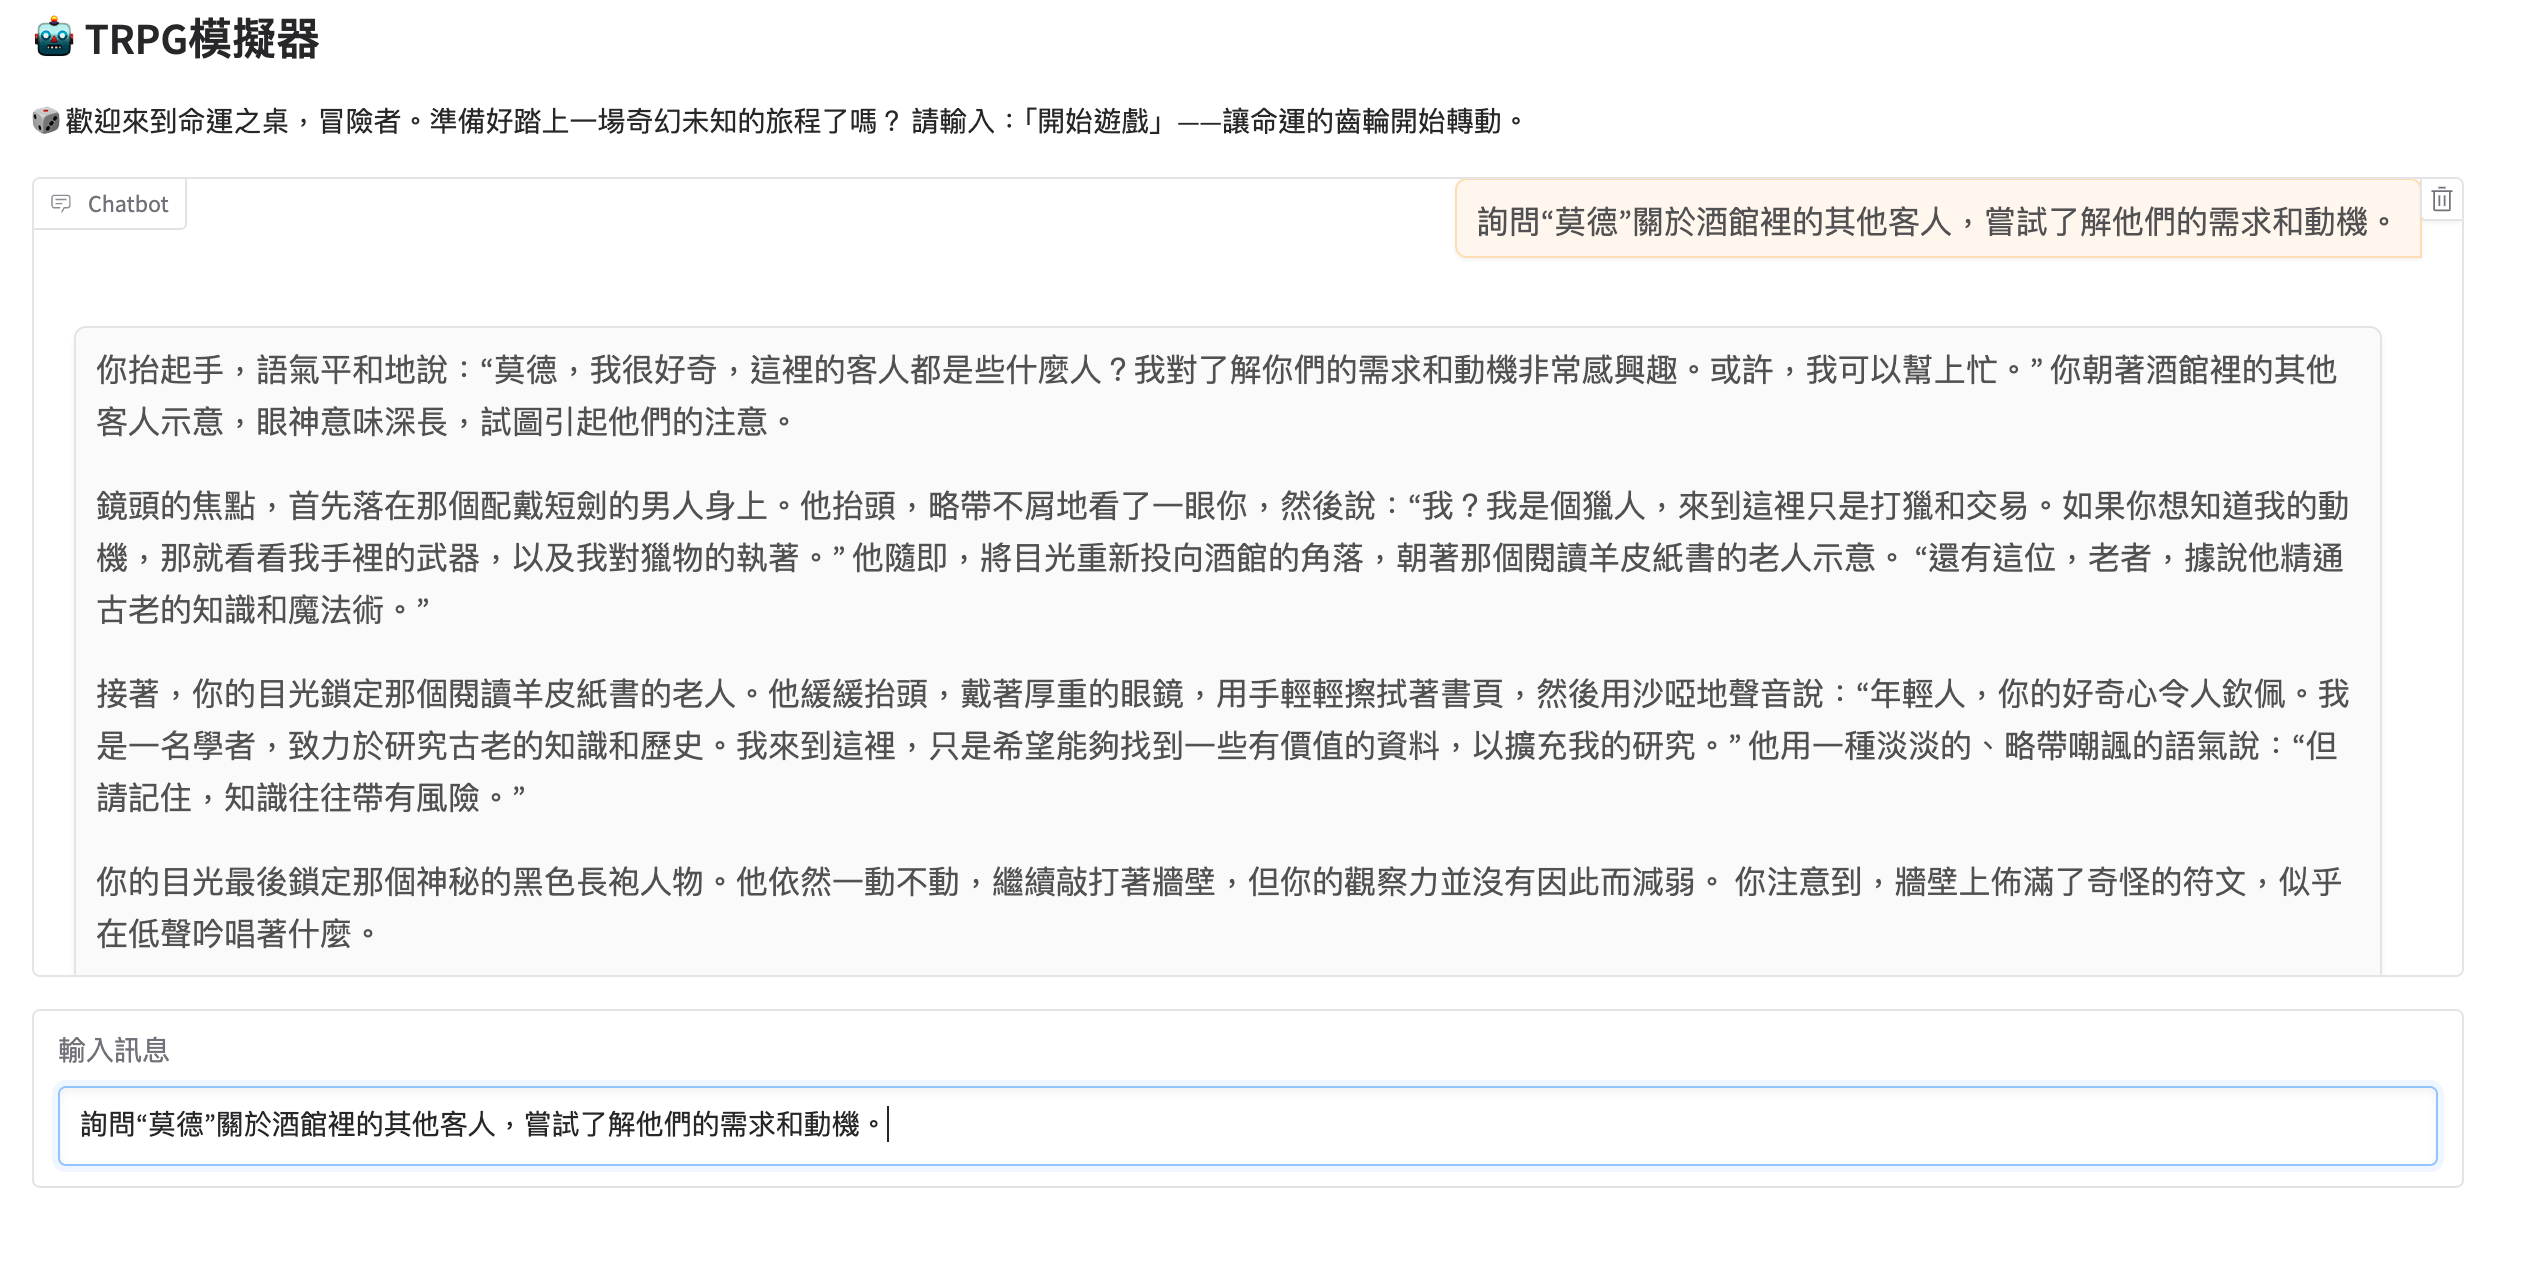 🤖 TRPG模擬器
🎲 歡迎來到命運之桌，冒險者。準備好踏上一場奇幻未知的旅程了嗎？ 請輸入：「開始遊戲」——讓命運的齒輪開始轉動。
Chatbot
詢問“莫德”關於酒館裡的其他客人，嘗試了解他們的需求和動機。
你抬起手，語氣平和地說：“莫德，我很好奇，這裡的客人都是些什麼人？我對了解你們的需求和動機非常感興趣。或許，我可以幫上忙。” 你朝著酒館裡的其他
客人示意，眼神意味深長，試圖引起他們的注意。
鏡頭的焦點，首先落在那個配戴短劍的男人身上。他抬頭，略帶不屑地看了一眼你，然後說：“我？我是個獵人，來到這裡只是打獵和交易。如果你想知道我的動
機，那就看看我手裡的武器，以及我對獵物的執著。” 他隨即，將目光重新投向酒館的角落，朝著那個閱讀羊皮紙書的老人示意。 “還有這位，老者，據說他精通
古老的知識和魔法術。”
接著，你的目光鎖定那個閱讀羊皮紙書的老人。他緩緩抬頭，戴著厚重的眼鏡，用手輕輕擦拭著書頁，然後用沙啞地聲音說：“年輕人，你的好奇心令人欽佩。我
是一名學者，致力於研究古老的知識和歷史。我來到這裡，只是希望能夠找到一些有價值的資料，以擴充我的研究。” 他用一種淡淡的、略帶嘲諷的語氣說：“但
請記住，知識往往帶有風險。”
你的目光最後鎖定那個神秘的黑色長袍人物。他依然一動不動，繼續敲打著牆壁，但你的觀察力並沒有因此而減弱。 你注意到，牆壁上佈滿了奇怪的符文，似乎
在低聲吟唱著什麼。
輸入訊息
詢問“莫德”關於酒館裡的其他客人，嘗試了解他們的需求和動機。